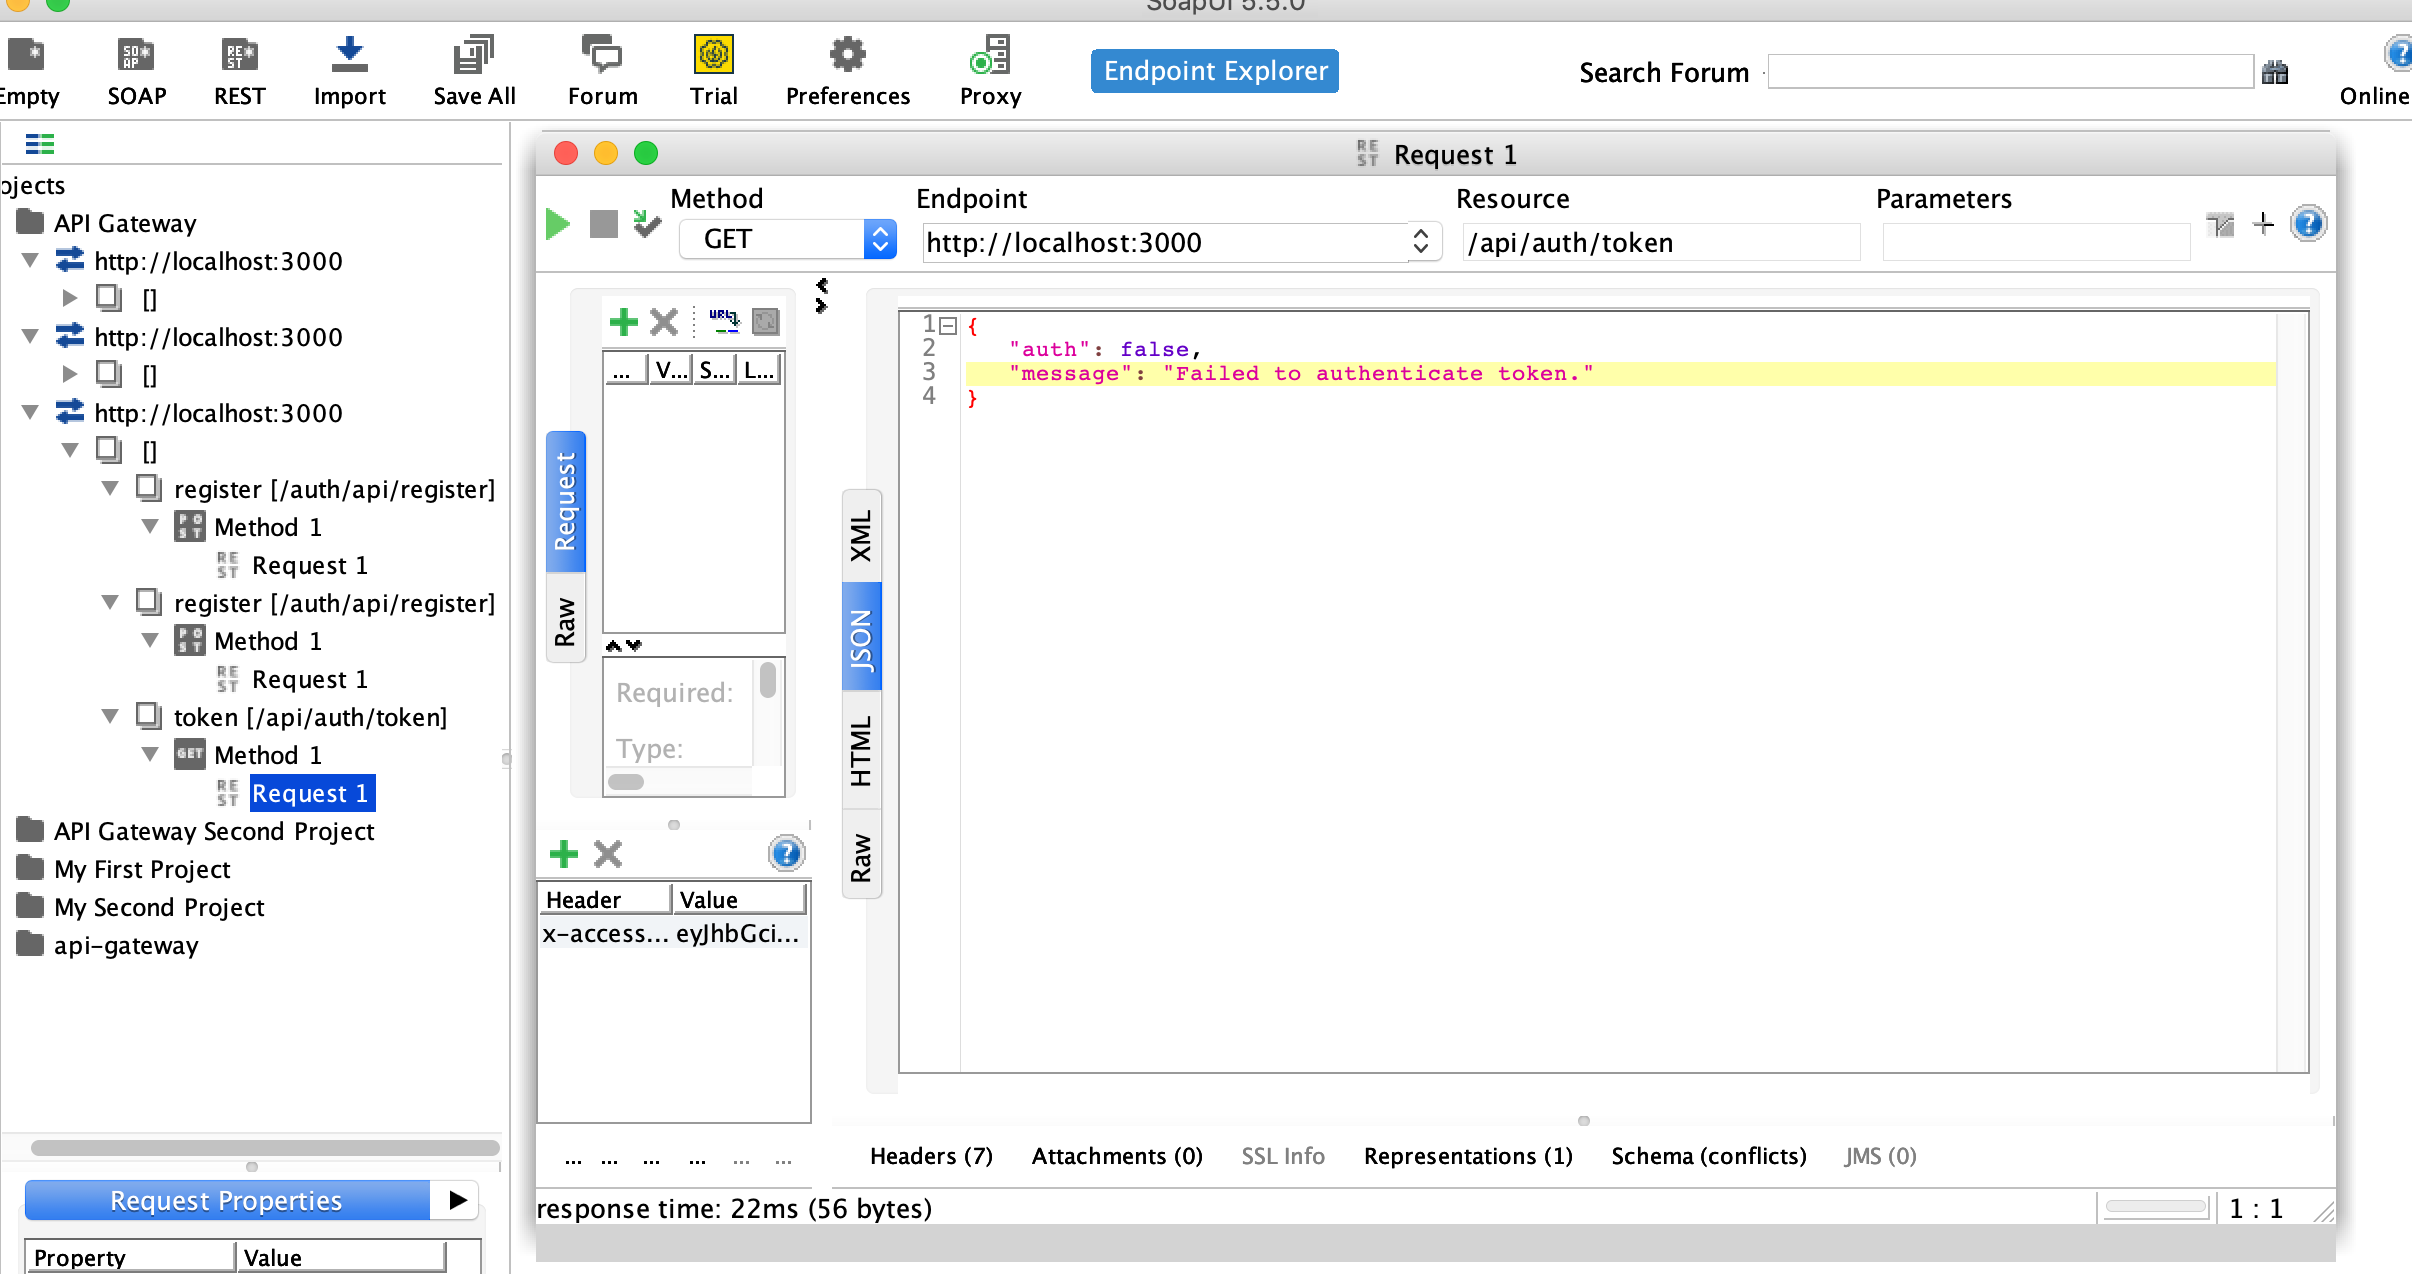 SoapUI 5.5.0
Empty SOAP REST Import Save All Forum Trial Preferences Proxy
Endpoint Explorer
Search Forum
Online
ojects
API Gateway
http://localhost:3000
[]
http://localhost:3000
[]
http://localhost:3000
[]
register [/auth/api/register]
Method 1
Request 1
register [/auth/api/register]
Method 1
Request 1
token [/api/auth/token]
GET Method 1
Request 1
API Gateway Second Project
My First Project
My Second Project
api-gateway
Request Properties
Property Value
Request 1
Method Endpoint Resource Parameters
GET http://localhost:3000 /api/auth/token
Request
Raw
... V... S... L...
Required:
Type:
Header Value
x-access... eyJhbGci...
... ... ... ... ... ...
XML
JSON
HTML
Raw
1 {
2 "auth": false,
3 "message": "Failed to authenticate token."
4 }
Headers (7) Attachments (0) SSL Info Representations (1) Schema (conflicts) JMS (0)
response time: 22ms (56 bytes)
1 : 1